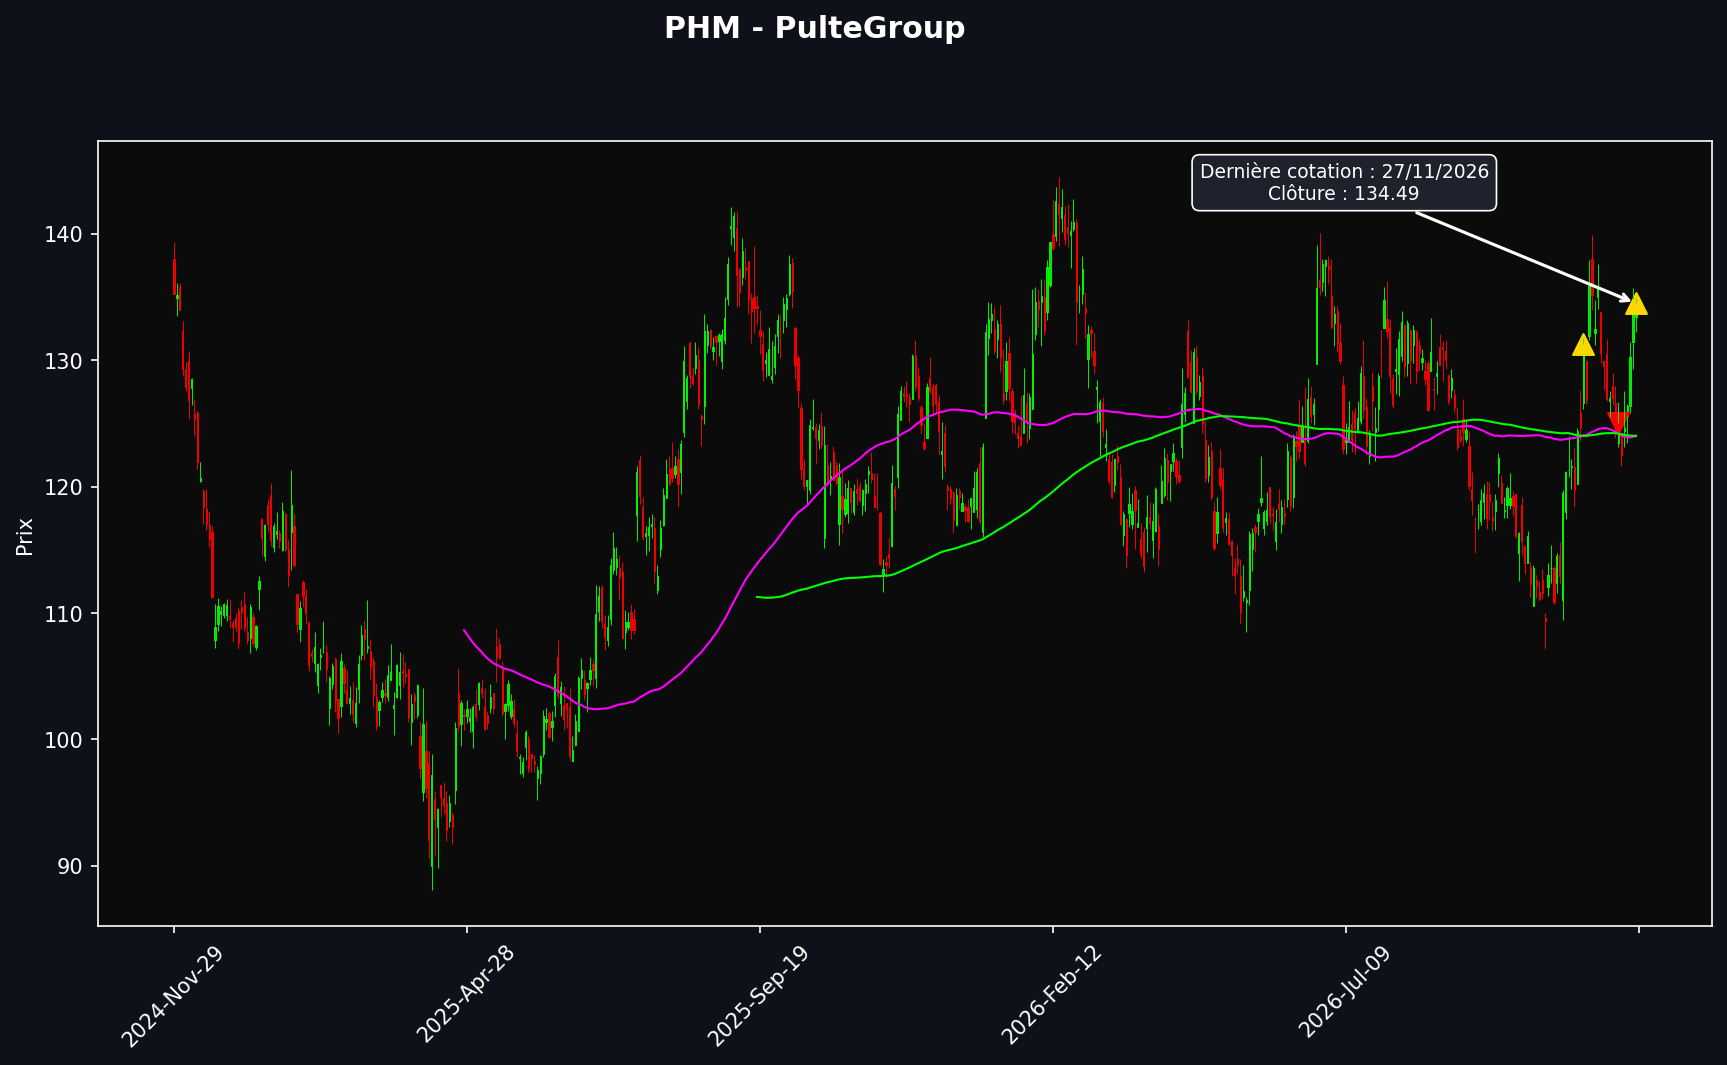 PHM - PulteGroup
Dernière cotation : 27/11/2026
Clôture : 134.49
140
130
120
110
100
90
Prix
2024-Nov-29
2025-Apr-28
2025-Sep-19
2026-Feb-12
2026-Jul-09